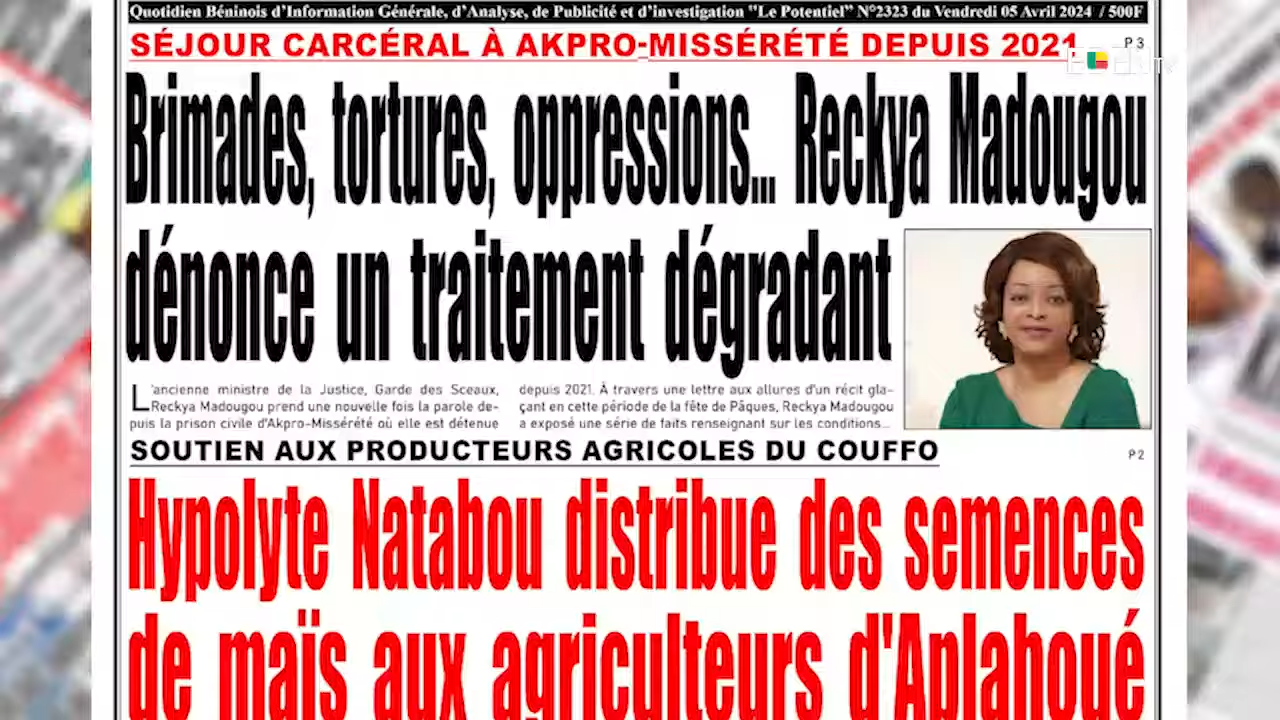 Quotidien Béninois d'Information Générale, d'Analyse, de Publicité et d'investigation "Le Potentiel" N°2323 du Vendredi 05 Avril 2024 / 500F
SÉJOUR CARCÉRAL À AKPRO-MISSÉRÉTÉ DEPUIS 2021
P 3
EDEN TV
Brimades, tortures, oppressions... Reckya Madougou
dénonce un traitement dégradant
L'ancienne ministre de la Justice, Garde des Sceaux,
Reckya Madougou prend une nouvelle fois la parole de-
puis la prison civile d'Akpro-Missérété où elle est détenue
depuis 2021. À travers une lettre aux allures d'un récit gla-
çant en cette période de la fête de Pâques, Reckya Madougou
a exposé une série de faits renseignant sur les conditions...
SOUTIEN AUX PRODUCTEURS AGRICOLES DU COUFFO
P 2
Hypolyte Natabou distribue des semences
de maïs aux agriculteurs d'Aplahoué